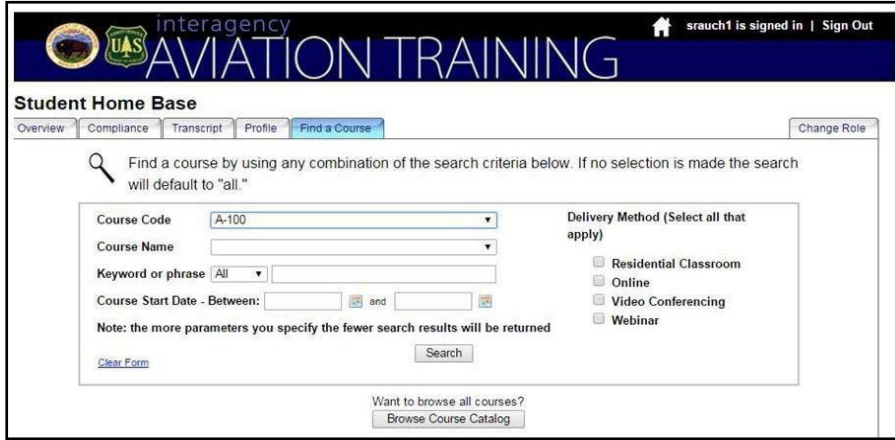 interagency
UAS
AVIATION TRAINING
srauch1 is signed in | Sign Out
Student Home Base
Overview
Compliance
Transcript
Profile
Find a Course
Change Role
Find a course by using any combination of the search criteria below. If no selection is made the search
will default to "all."
Course Code
A-100
Course Name
Keyword or phrase
All
Course Start Date - Between:
and
Note: the more parameters you specify the fewer search results will be returned
Clear Form
Search
Delivery Method (Select all that
apply)
Residential Classroom
Online
Video Conferencing
Webinar
Want to browse all courses?
Browse Course Catalog